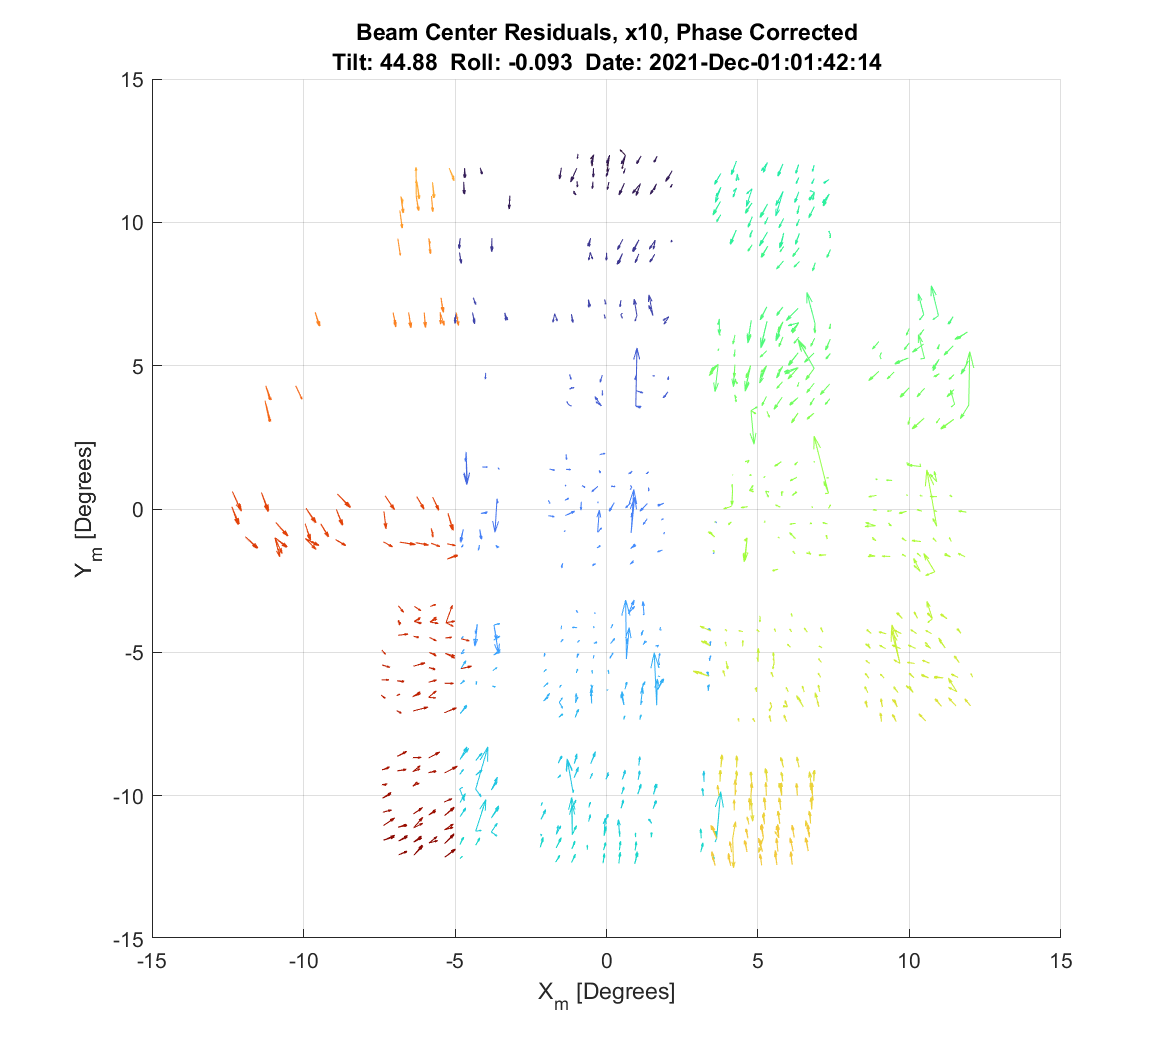 Beam Center Residuals, x10, Phase Corrected
Tilt: 44.88  Roll: -0.093  Date: 2021-Dec-01:01:42:14
15
10
5
0
-5
-10
-15
Y_m [Degrees]
-15 -10 -5 0 5 10 15
X_m [Degrees]